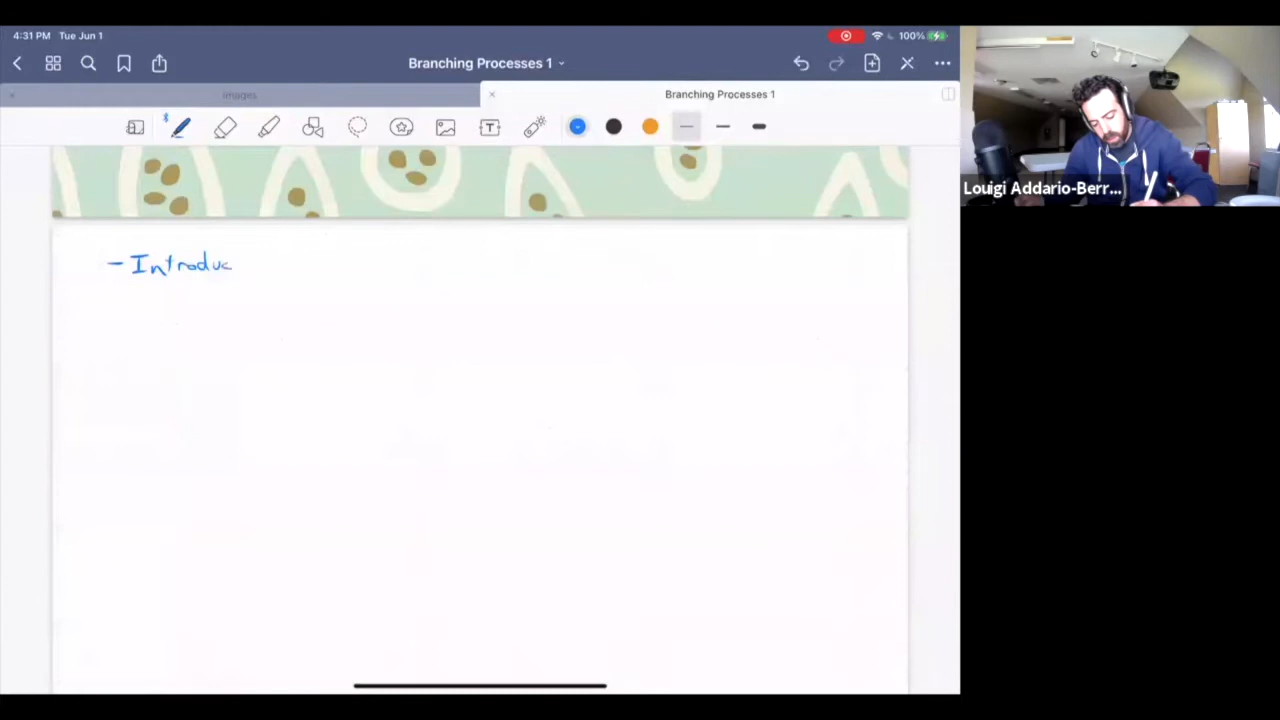 4:31 PM Tue Jun 1
100%
Branching Processes 1
images
Branching Processes 1
- Introduc
Louigi Addario-Berr...